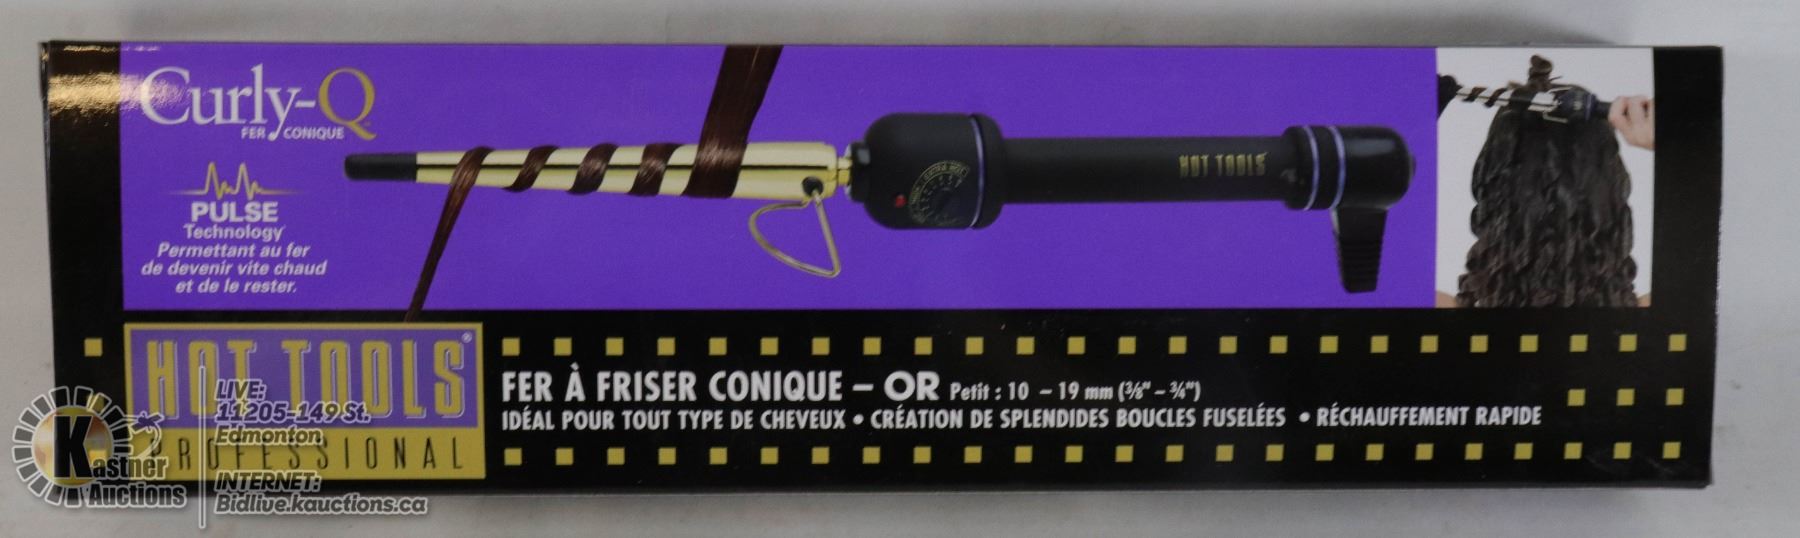 Curly-Q
FER CONIQUE
PULSE
Technology
Permettant au fer
de devenir vite chaud
et de le rester.
HOT TOOLS
HOT TOOLS®
PROFESSIONAL
FER À FRISER CONIQUE – OR Petit : 10 – 19 mm (3/8" – 3/4")
IDÉAL POUR TOUT TYPE DE CHEVEUX • CRÉATION DE SPLENDIDES BOUCLES FUSELÉES • RÉCHAUFFEMENT RAPIDE
Kastner
Auctions
LIVE:
11205-149 St.
Edmonton
INTERNET:
Bidlive.kauctions.ca